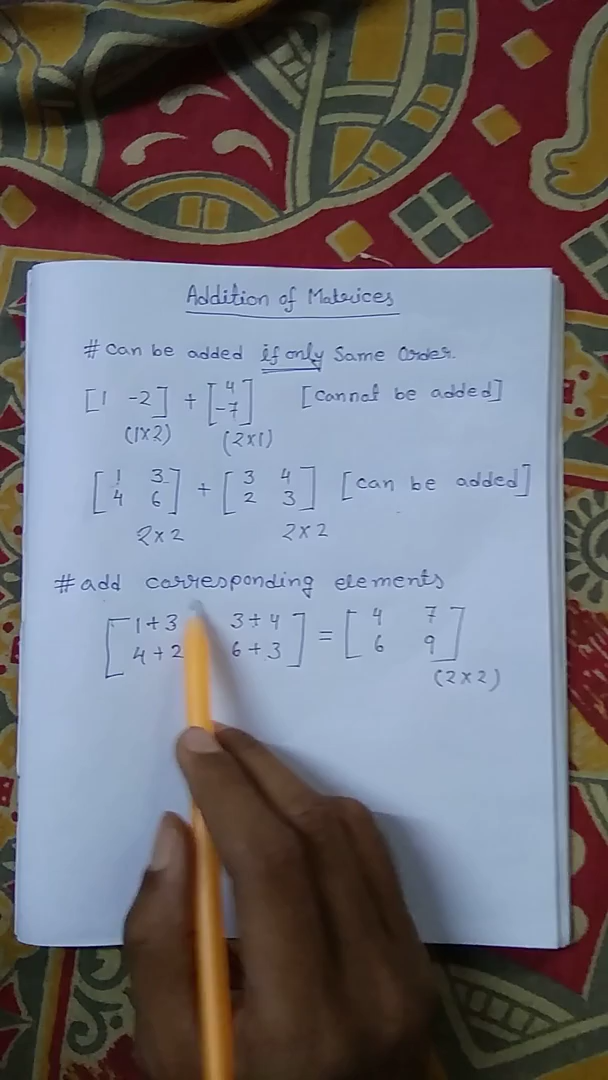 Addition of Matrices
# Can be added if only Same Order.
[1 -2] + [4 -7] [Cannot be added]
(1×2) (2×1)
[1 3 + [3 4 [can be added]
4 6] 2 3]
2×2 2×2
# add corresponding elements
[1+3 3+4 = [4 7
4+2 6+3] 6 9]
(2×2)